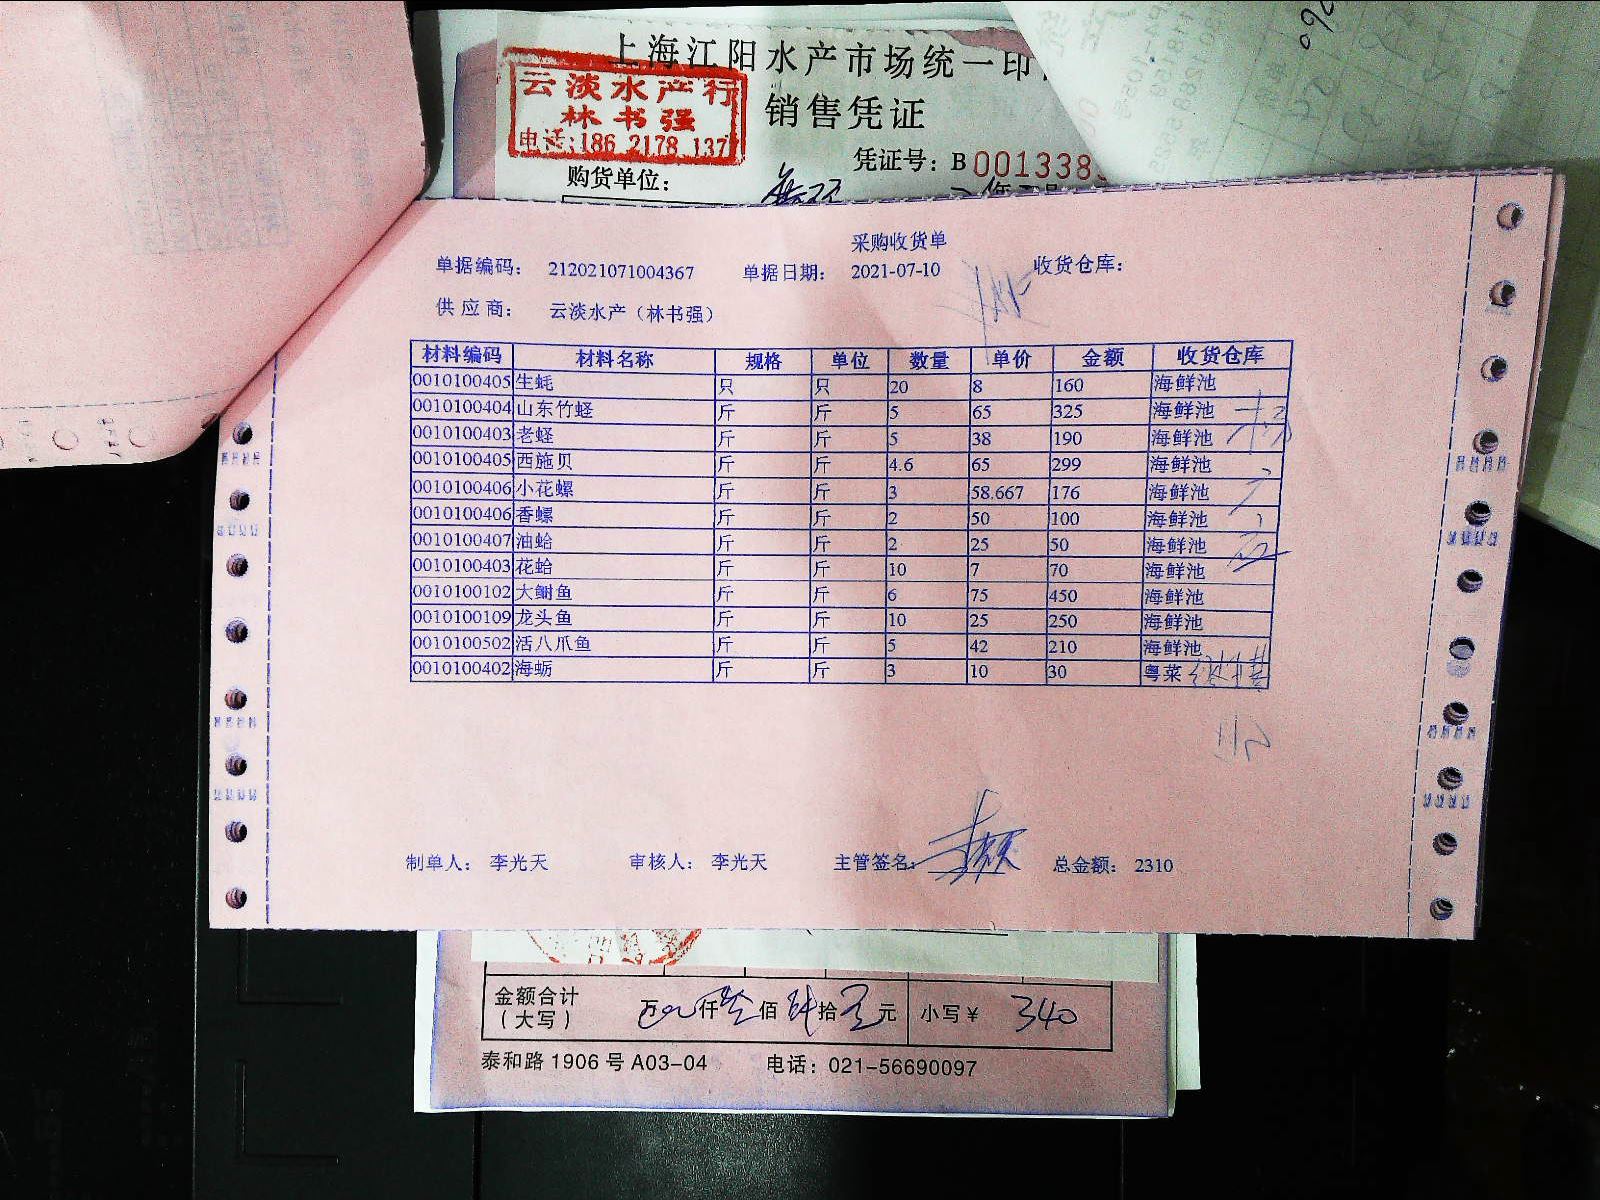 上海江阳水产市场统一印
云淡水产行
林书强
电话:186 2178 137
销售凭证
凭证号: B 001338
购货单位:
采购收货单
单据编码: 212021071004367 单据日期: 2021-07-10 收货仓库:
供应商: 云淡水产（林书强）
材料编码 材料名称 规格 单位 数量 单价 金额 收货仓库
0010100405 生蚝 只 只 20 8 160 海鲜池
0010100404 山东竹蛏 斤 斤 5 65 325 海鲜池
0010100403 老蛏 斤 斤 5 38 190 海鲜池
0010100405 西施贝 斤 斤 4.6 65 299 海鲜池
0010100406 小花螺 斤 斤 3 58.667 176 海鲜池
0010100406 香螺 斤 斤 2 50 100 海鲜池
0010100407 油蛤 斤 斤 2 25 50 海鲜池
0010100403 花蛤 斤 斤 10 7 70 海鲜池
0010100102 大鲥鱼 斤 斤 6 75 450 海鲜池
0010100109 龙头鱼 斤 斤 10 25 250 海鲜池
0010100502 活八爪鱼 斤 斤 5 42 210 海鲜池
0010100402 海蛎 斤 斤 3 10 30 粤菜
制单人: 李光天 审核人: 李光天 主管签名: 总金额: 2310
金额合计 万 仟 佰 拾 元 小写¥ 340
（大写）
泰和路1906号A03-04 电话: 021-56690097